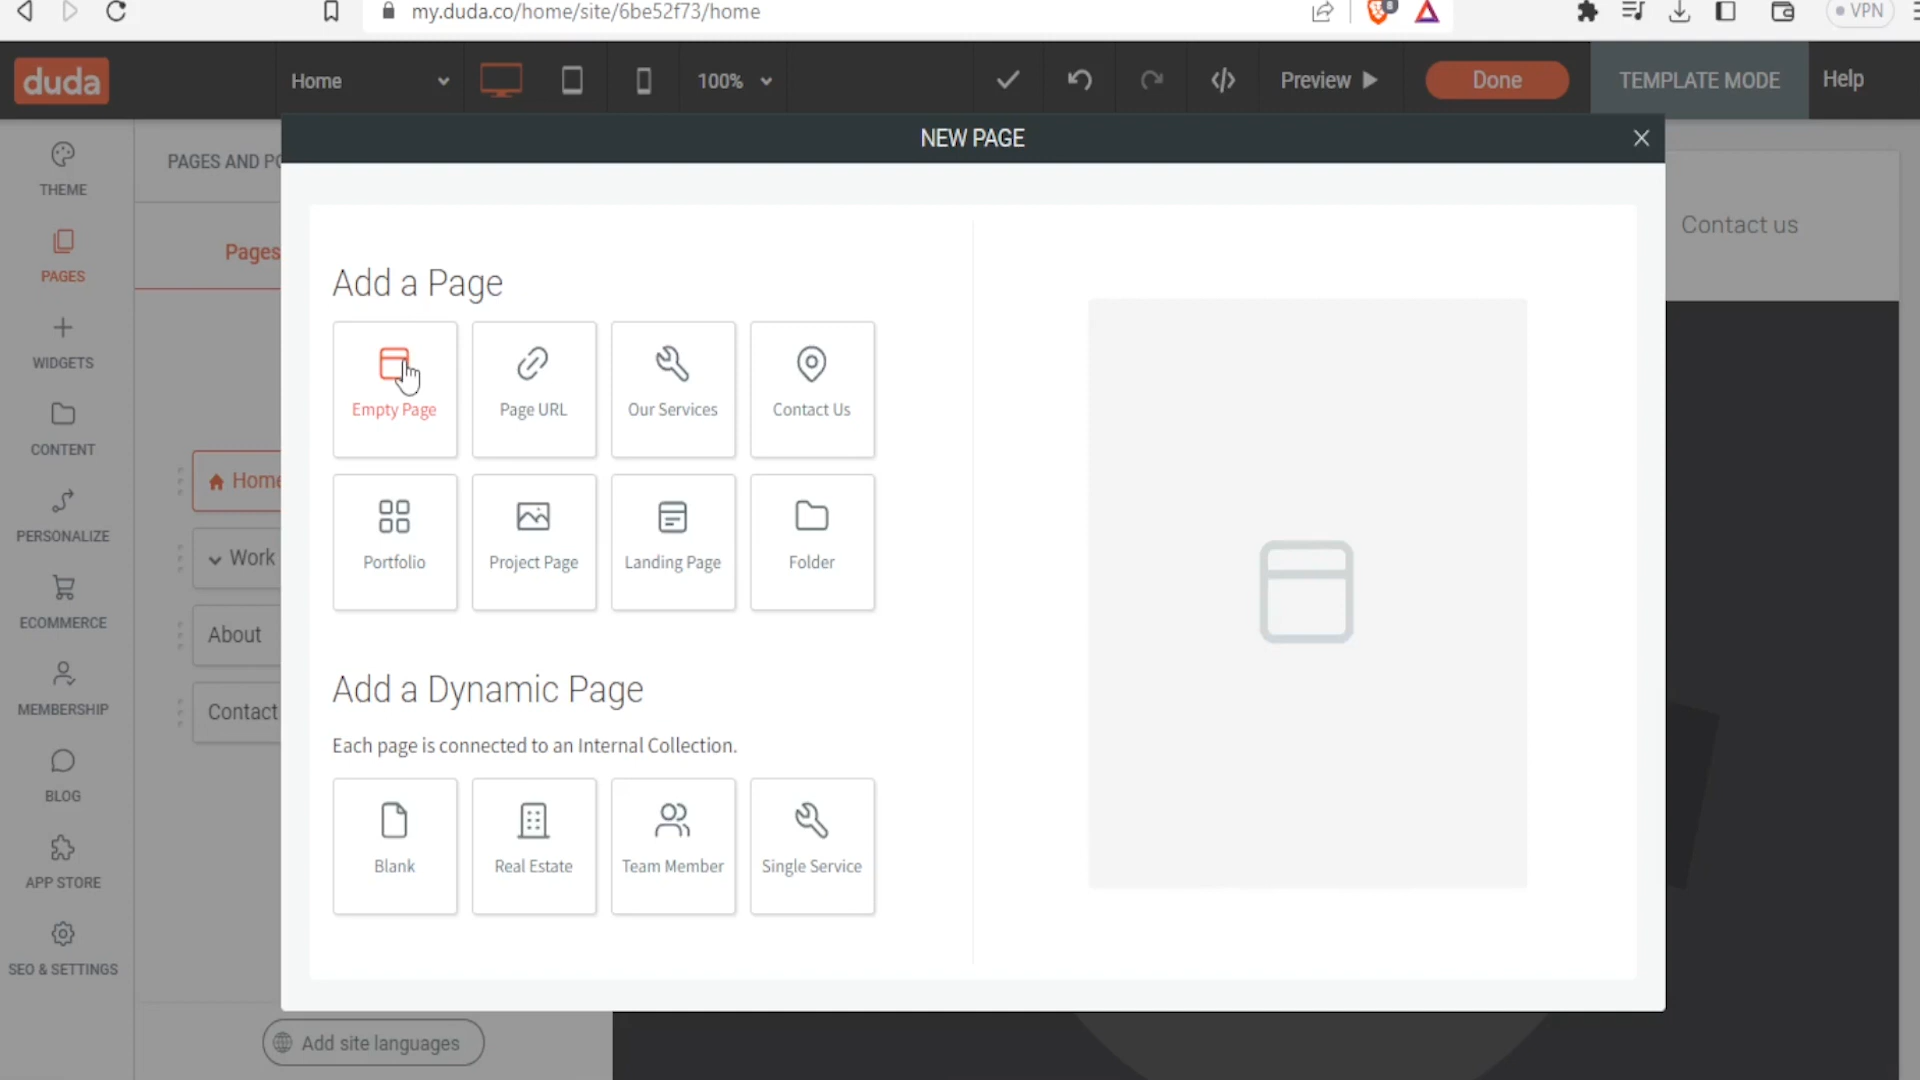 my.duda.co/home/site/6be52f73/home
8
VPN
duda
Home
100%
Preview
Done
TEMPLATE MODE
Help
NEW PAGE
THEME
PAGES
WIDGETS
CONTENT
PERSONALIZE
ECOMMERCE
MEMBERSHIP
BLOG
APP STORE
SEO & SETTINGS
PAGES AND PO
Pages
Home
Work
About
Contact
Add site languages
Contact us
Add a Page
Empty Page
Page URL
Our Services
Contact Us
Portfolio
Project Page
Landing Page
Folder
Add a Dynamic Page
Each page is connected to an Internal Collection.
Blank
Real Estate
Team Member
Single Service